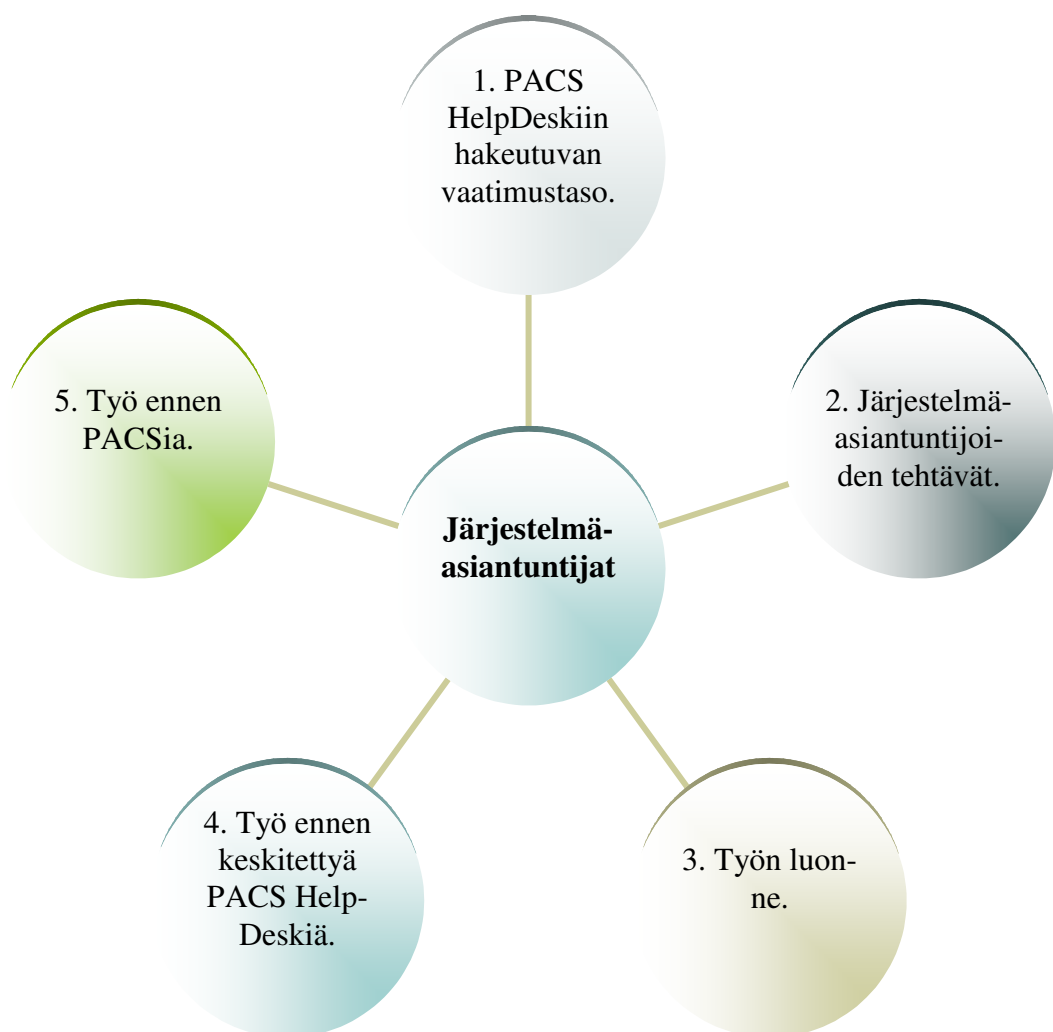 1. PACS
HelpDeskiin
hakeutuvan
vaatimustaso.
2. Järjestelmä-
asiantuntijoi-
den tehtävät.
3. Työn luon-
ne.
4. Työ ennen
keskitettyä
PACS Help-
Deskiä.
5. Työ ennen
PACSia.
Järjestelmä-
asiantuntijat